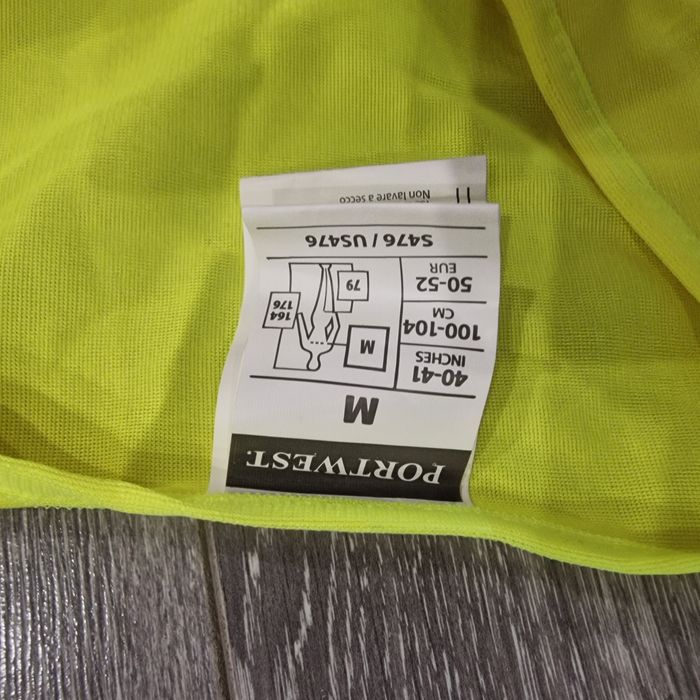 PORTWEST.
M
40-41
INCHES
100-104
CM
50-52
EUR
M
164
176
79
S476 / US476
Non lavare a secco